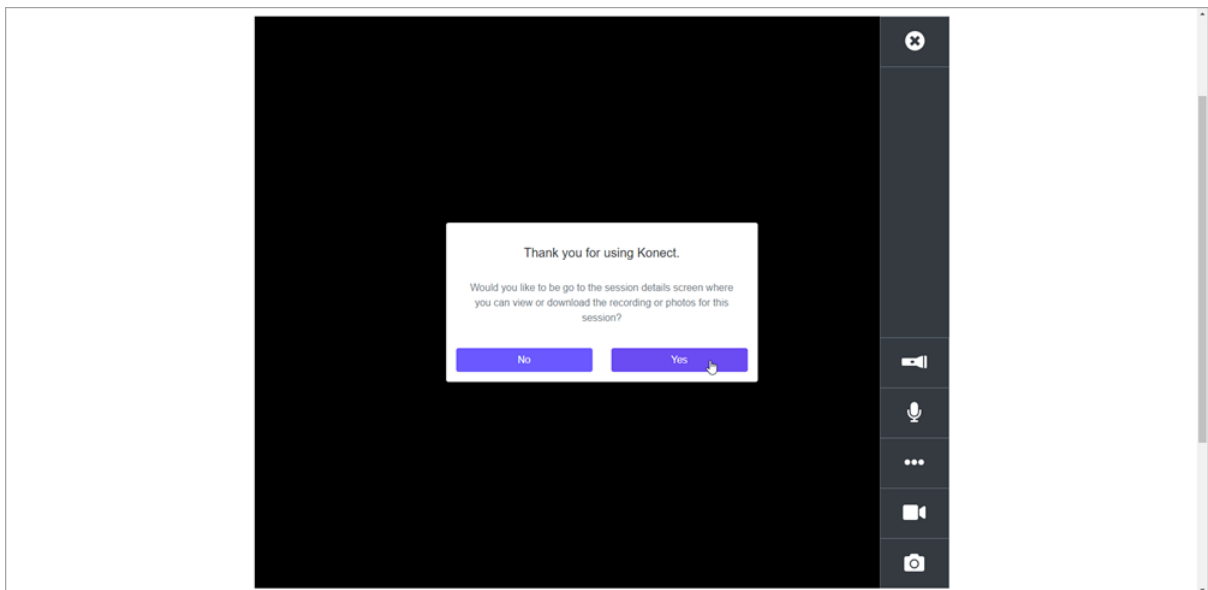 Thank you for using Konect.
Would you like to be go to the session details screen where
you can view or download the recording or photos for this
session?
No
Yes